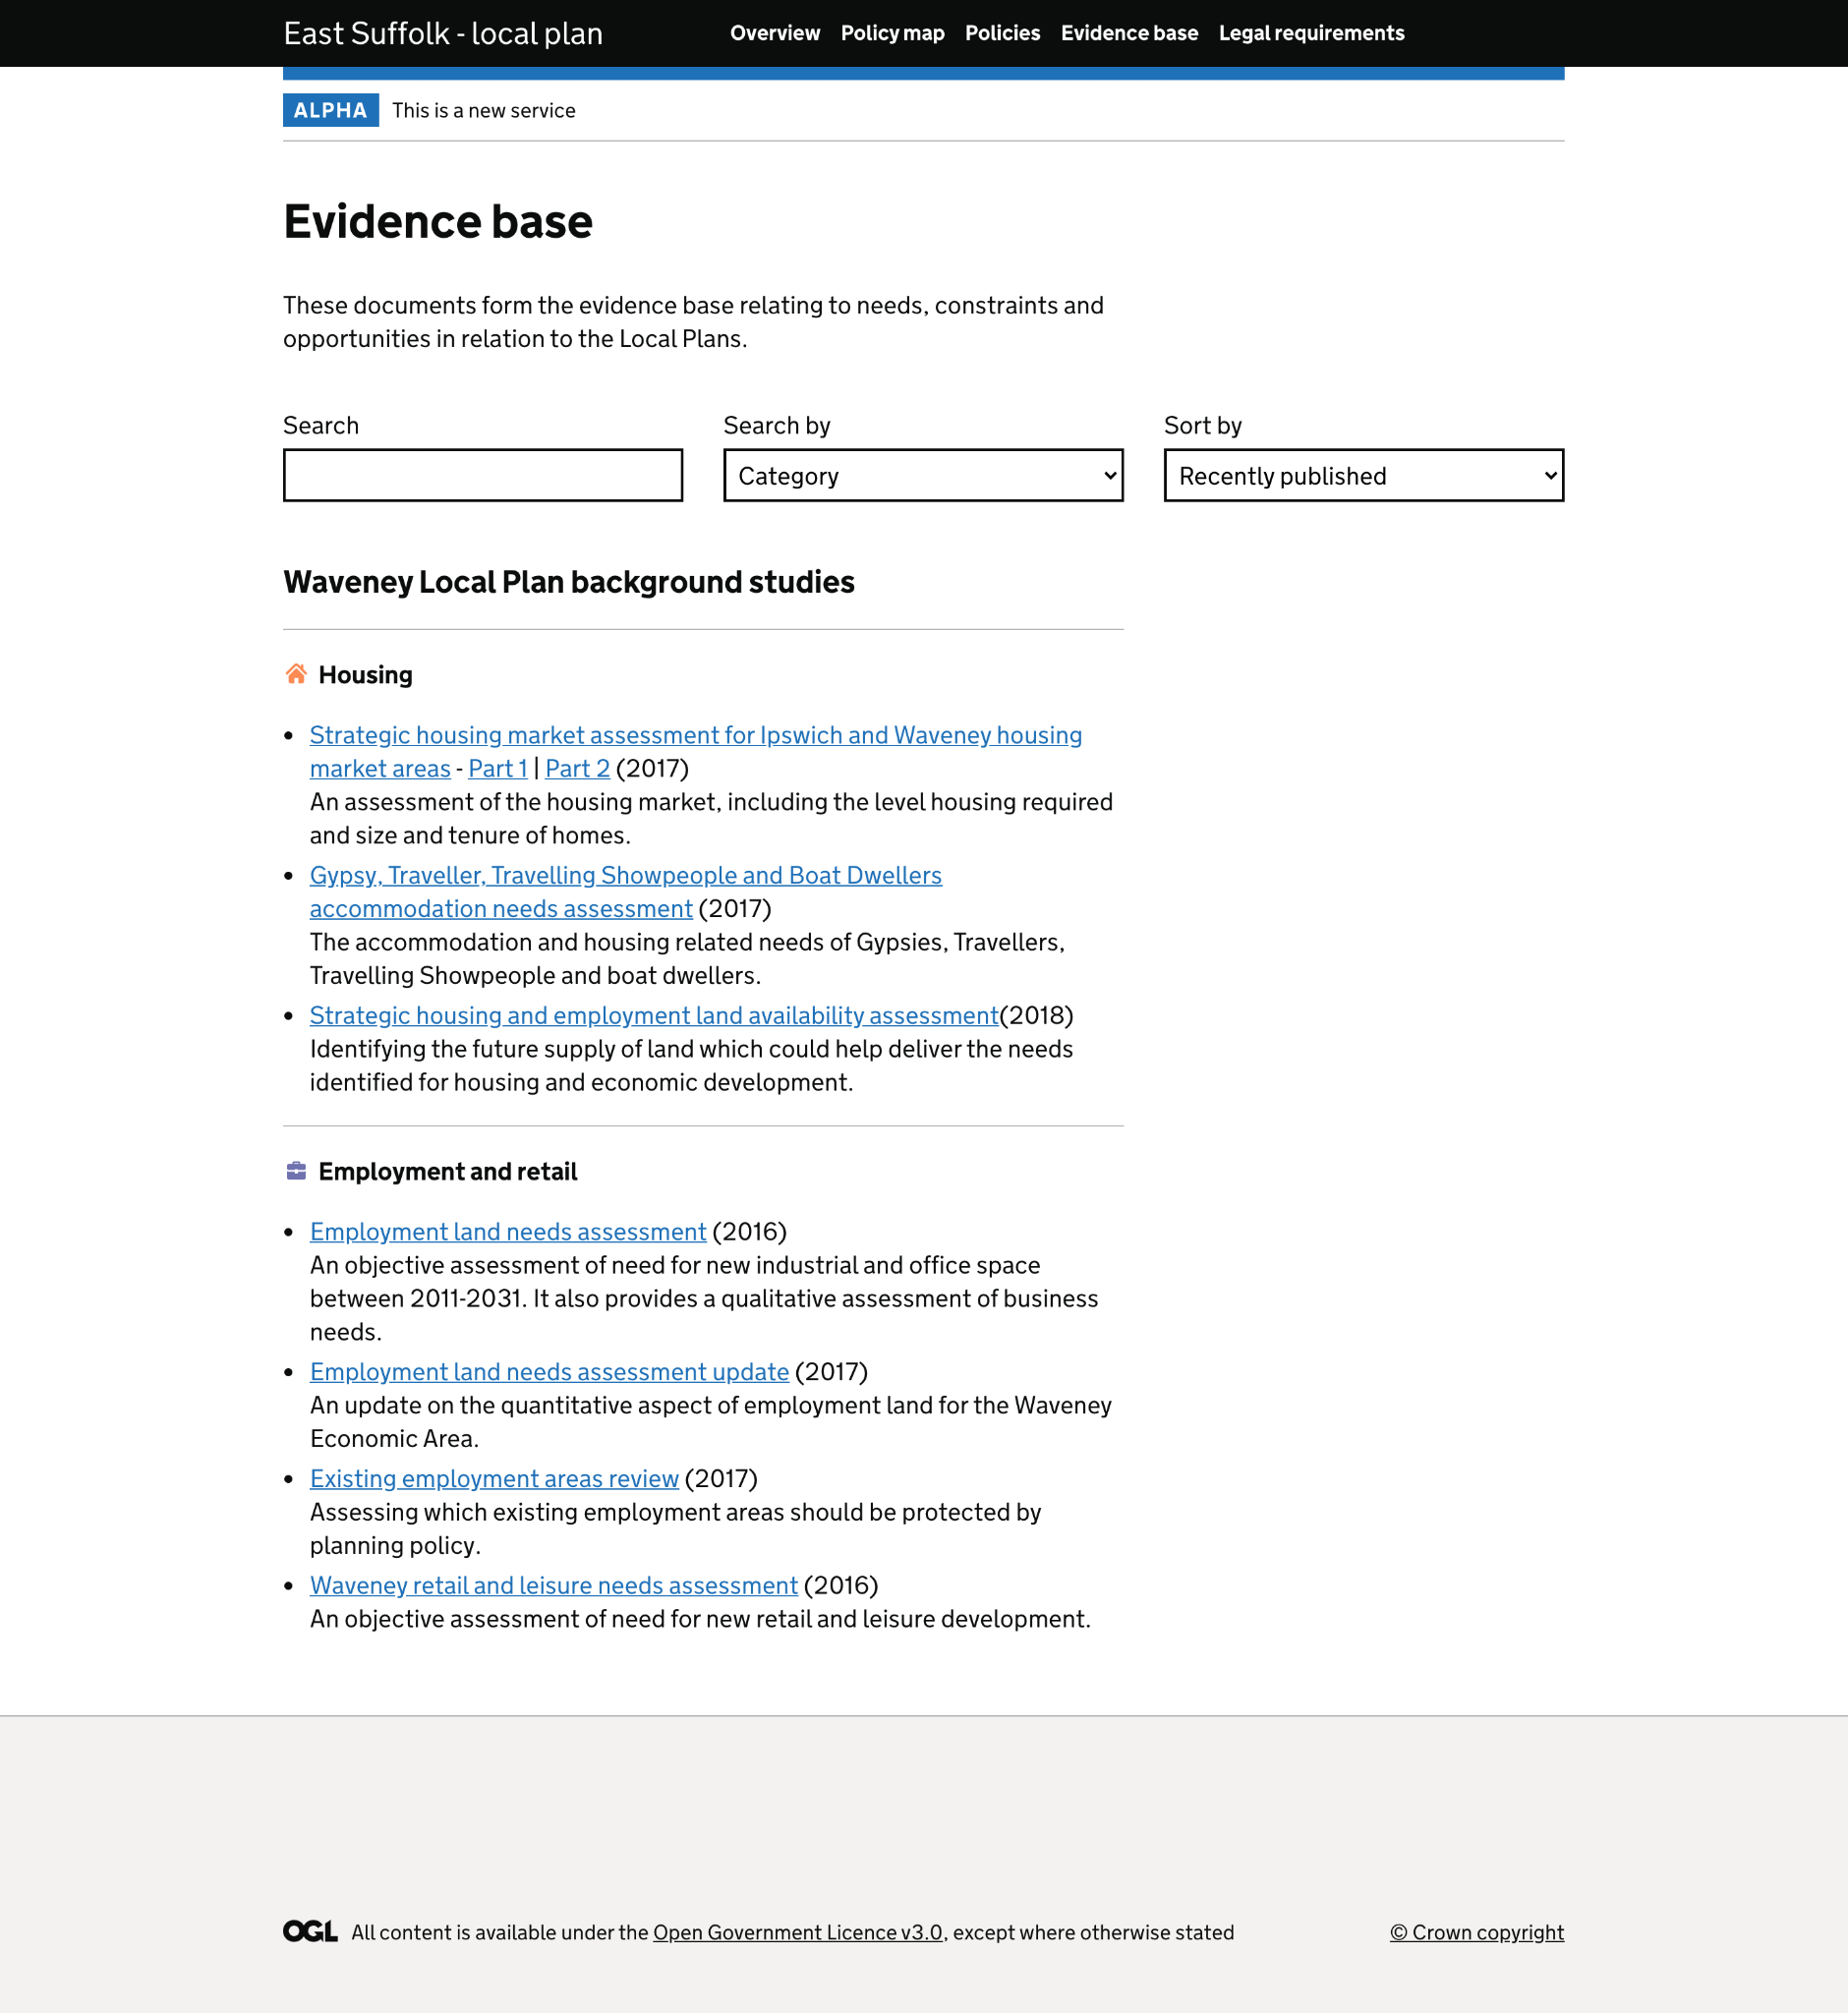 East Suffolk - local plan
Overview Policy map Policies Evidence base Legal requirements
ALPHA This is a new service
Evidence base
These documents form the evidence base relating to needs, constraints and
opportunities in relation to the Local Plans.
Search
Search by
Sort by
Category
Recently published
Waveney Local Plan background studies
Housing
• Strategic housing market assessment for Ipswich and Waveney housing
market areas - Part 1 | Part 2 (2017)
An assessment of the housing market, including the level housing required
and size and tenure of homes.
• Gypsy, Traveller, Travelling Showpeople and Boat Dwellers
accommodation needs assessment (2017)
The accommodation and housing related needs of Gypsies, Travellers,
Travelling Showpeople and boat dwellers.
• Strategic housing and employment land availability assessment(2018)
Identifying the future supply of land which could help deliver the needs
identified for housing and economic development.
Employment and retail
• Employment land needs assessment (2016)
An objective assessment of need for new industrial and office space
between 2011-2031. It also provides a qualitative assessment of business
needs.
• Employment land needs assessment update (2017)
An update on the quantitative aspect of employment land for the Waveney
Economic Area.
• Existing employment areas review (2017)
Assessing which existing employment areas should be protected by
planning policy.
• Waveney retail and leisure needs assessment (2016)
An objective assessment of need for new retail and leisure development.
OGL All content is available under the Open Government Licence v3.0, except where otherwise stated
© Crown copyright